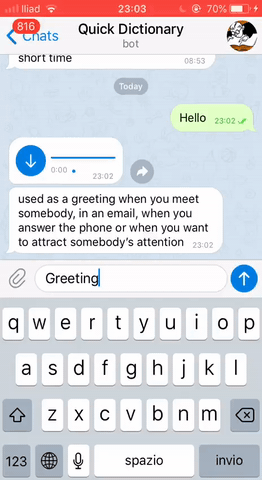 Iliad 23:03 70%
816
Chats
Quick Dictionary
bot
short time
08:53
Today
Hello 23:02
0:00 23:02
used as a greeting when you meet
somebody, in an email, when you
answer the phone or when you want
to attract somebody's attention 23:02
Greeting
q w e r t y u i o p
a s d f g h j k l
z x c v b n m
123 spazio invio